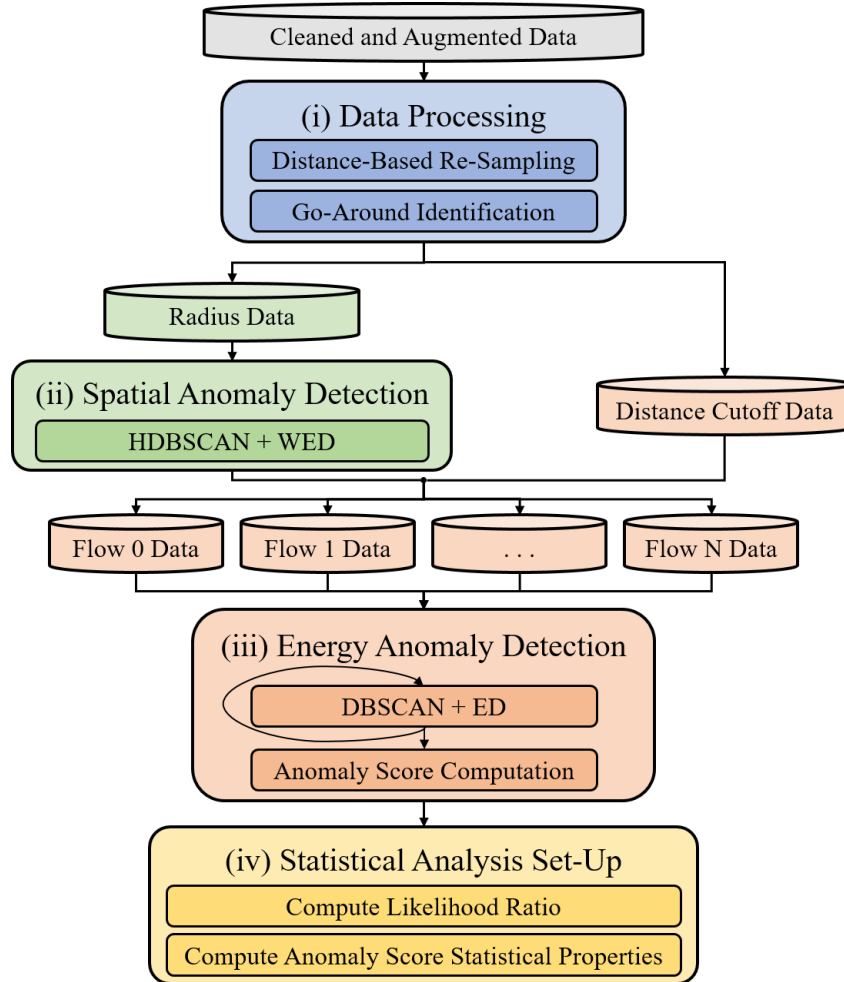 Cleaned and Augmented Data
(i) Data Processing
Distance-Based Re-Sampling
Go-Around Identification
Radius Data
(ii) Spatial Anomaly Detection
HDBSCAN + WED
Distance Cutoff Data
Flow 0 Data
Flow 1 Data
. . .
Flow N Data
(iii) Energy Anomaly Detection
DBSCAN + ED
Anomaly Score Computation
(iv) Statistical Analysis Set-Up
Compute Likelihood Ratio
Compute Anomaly Score Statistical Properties